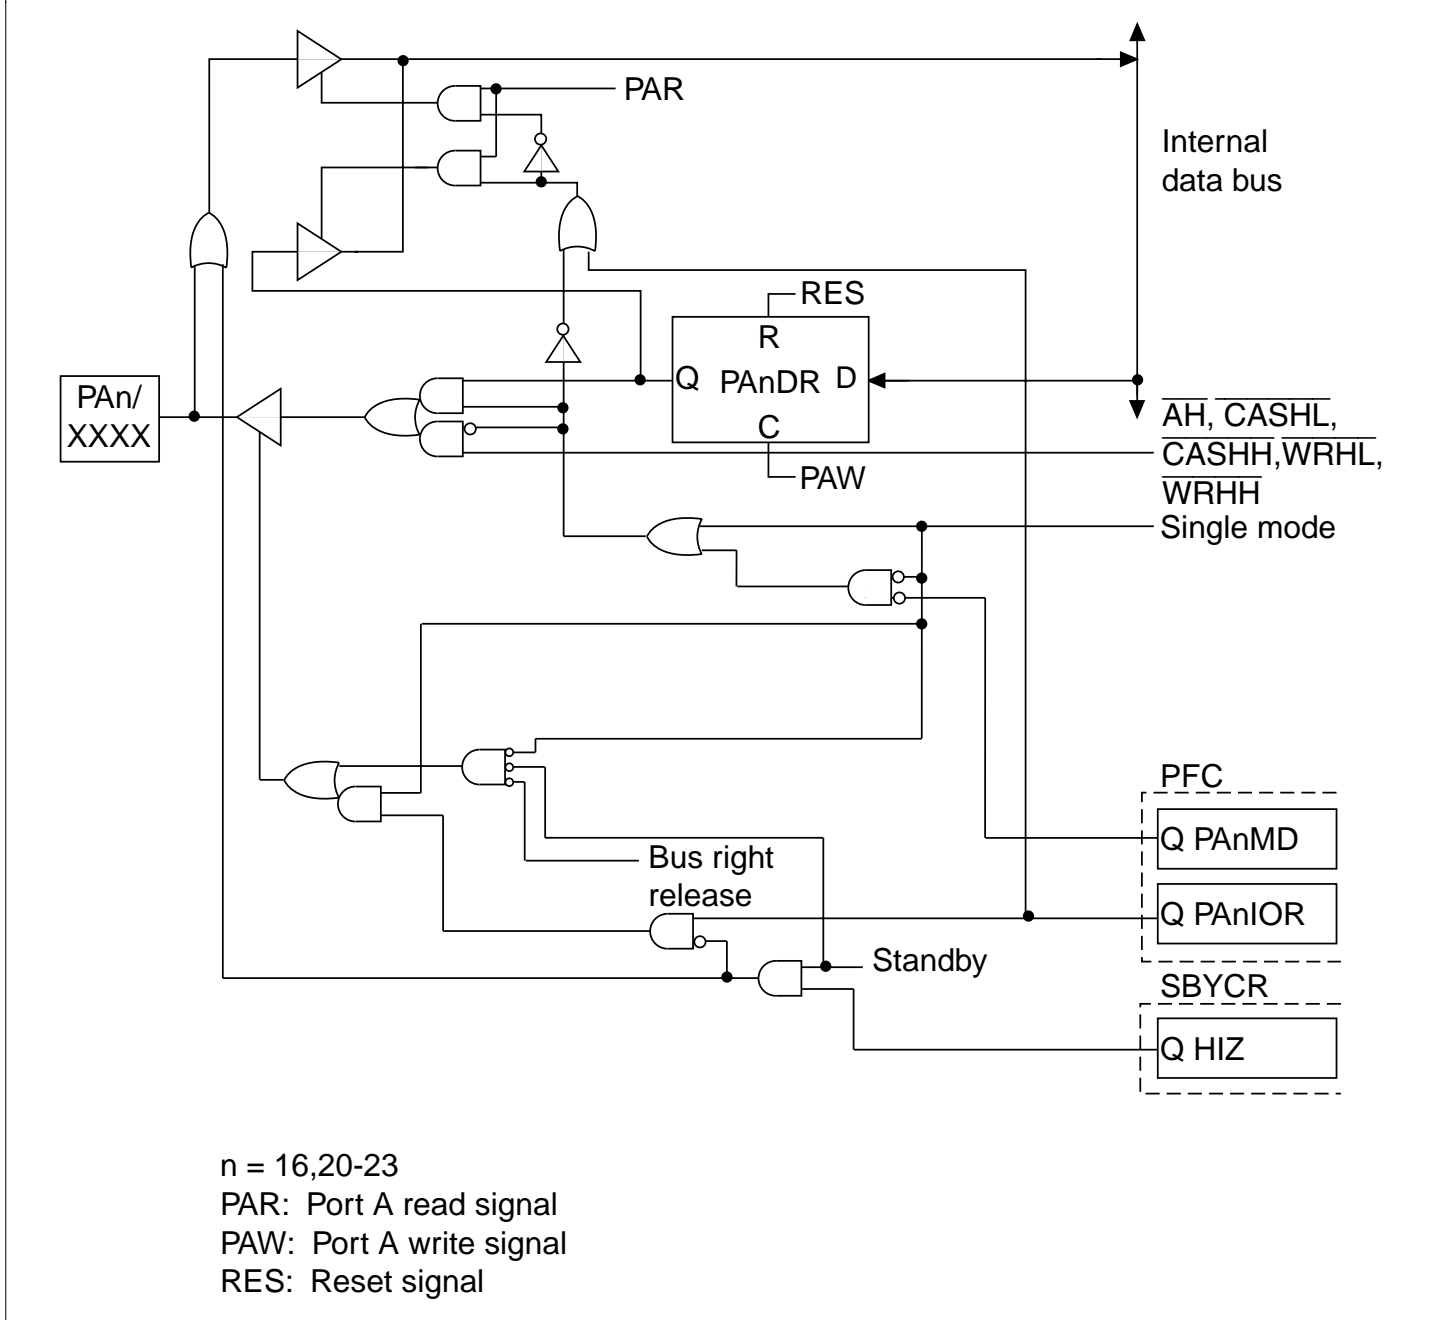 PAR
Internal
data bus
RES
R
Q PAnDR D
C
PAW
PAn/
XXXX
AH, CASHL,
CASHH,WRHL,
WRHH
Single mode
PFC
Q PAnMD
Bus right
release
Q PAnIOR
Standby
SBYCR
Q HIZ
n = 16,20-23
PAR: Port A read signal
PAW: Port A write signal
RES: Reset signal